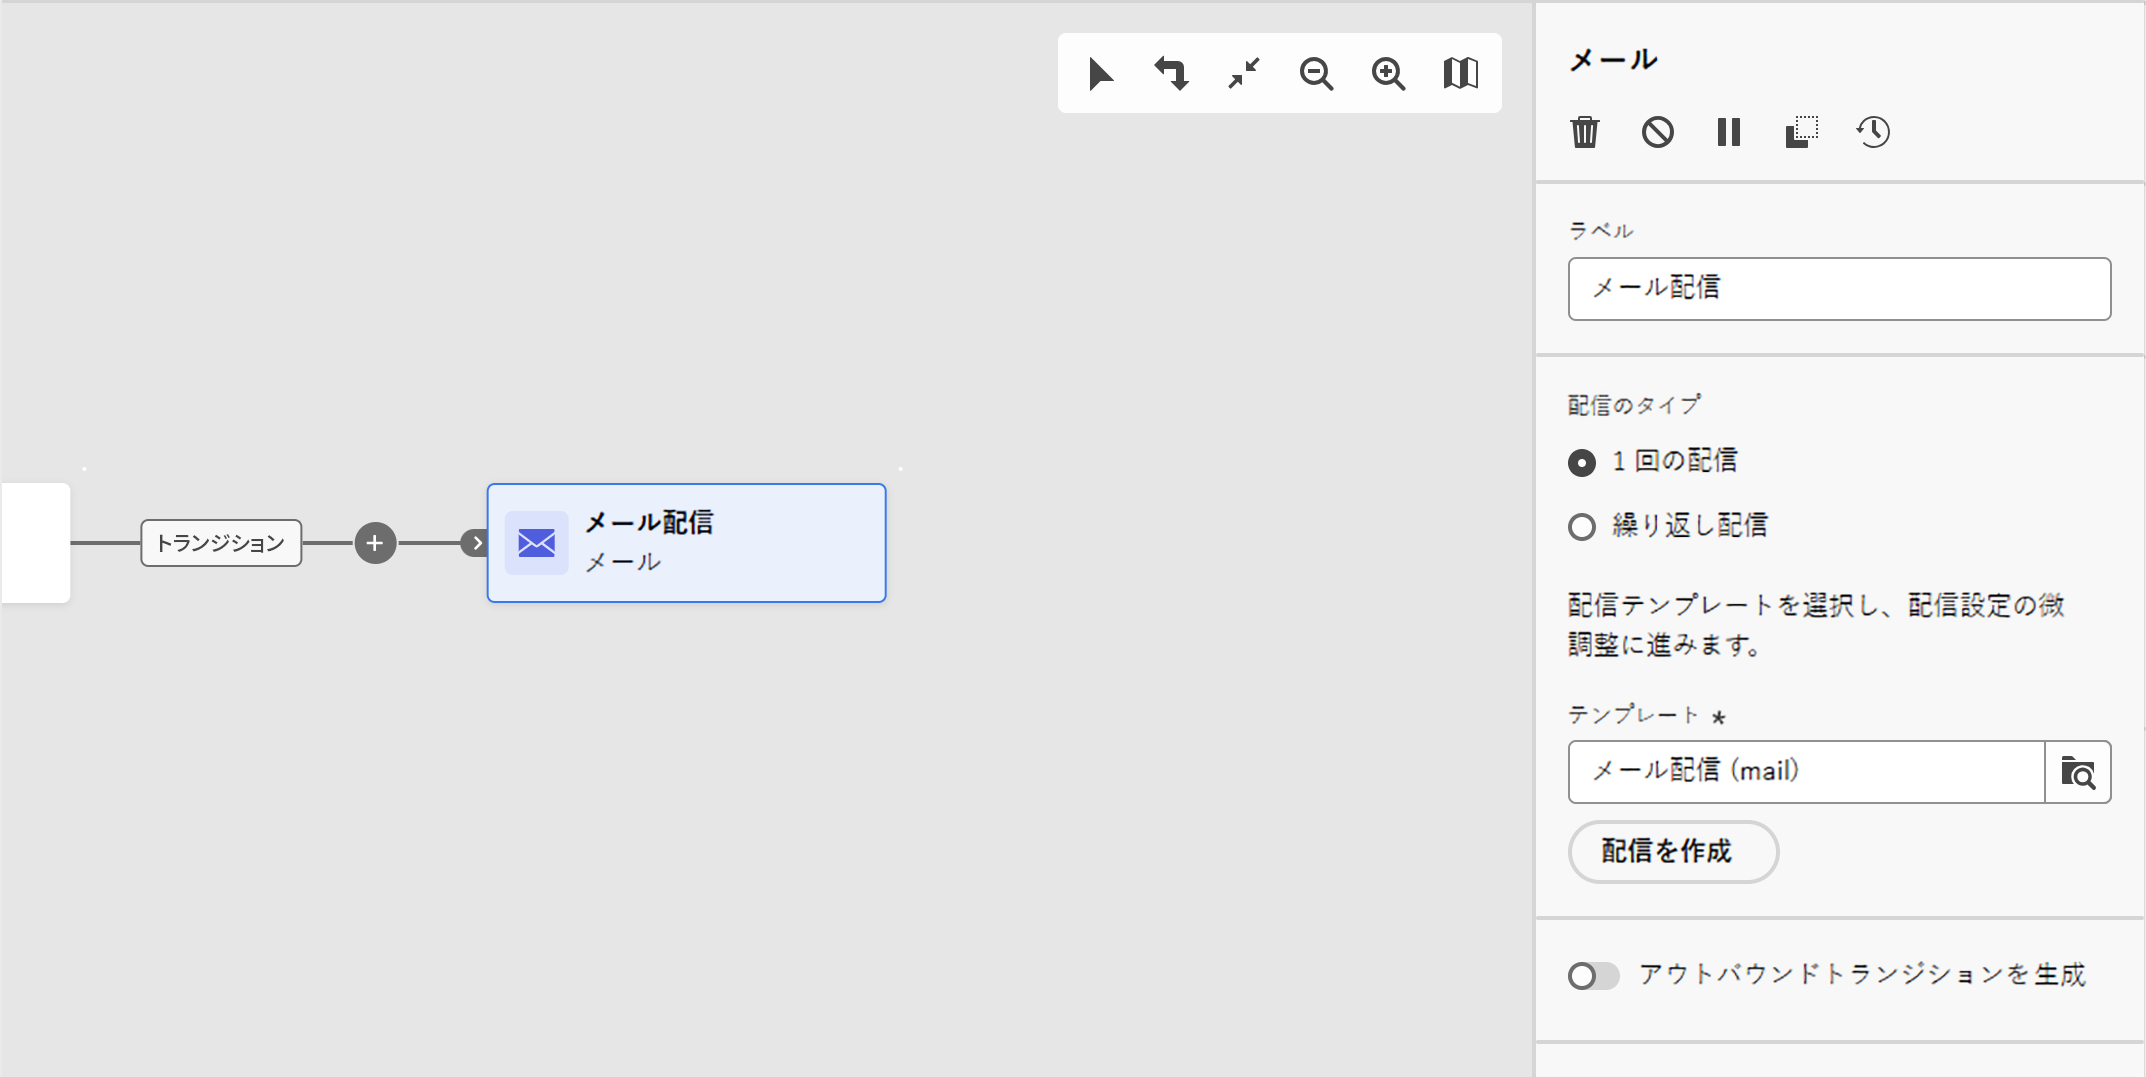 トランジション
メール配信
メール
メール
ラベル
メール配信
配信のタイプ
1 回の配信
繰り返し配信
配信テンプレートを選択し、配信設定の微
調整に進みます。
テンプレート *
メール配信 (mail)
配信を作成
アウトバウンドトランジションを生成